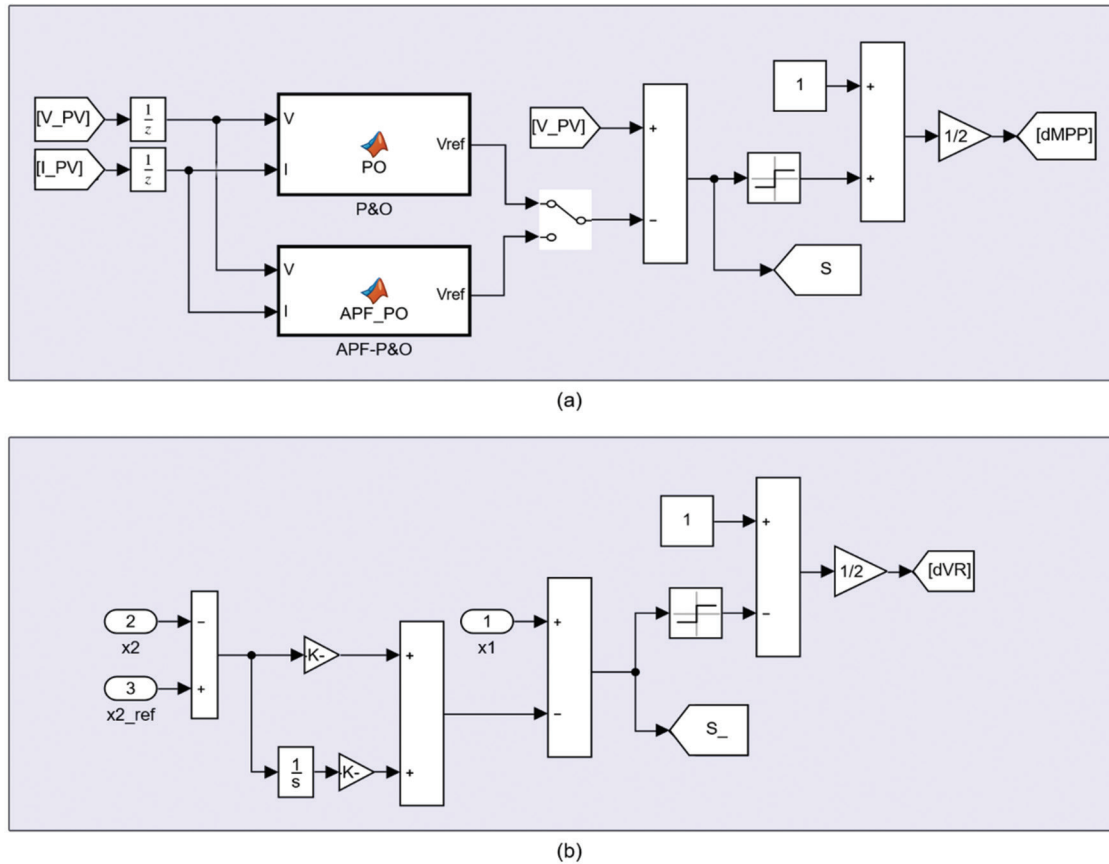 [V_PV]
1
z
[I_PV]
1
z
V
I
PO
Vref
P&O
V
I
APF_PO
Vref
APF-P&O
[V_PV]
+
−
S
1
+
+
1/2
[dMPP]
(a)
2
x2
3
x2_ref
−
+
-K-
1
s
-K-
+
+
1
x1
+
−
S_
1
+
−
1/2
[dVR]
(b)